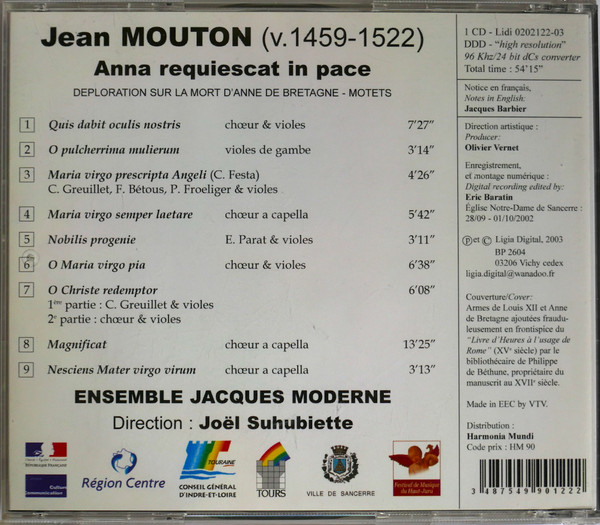 Jean MOUTON (v.1459-1522)
Anna requiescat in pace
DEPLORATION SUR LA MORT D'ANNE DE BRETAGNE - MOTETS
1 Quis dabit oculis nostris chœur & violes 7'27"
2 O pulcherrima mulierum violes de gambe 3'14"
3 Maria virgo prescripta Angeli (C. Festa) 4'26"
C. Greuillet, F. Bétous, P. Froeliger & violes
4 Maria virgo semper laetare chœur a capella 5'42"
5 Nobilis progenie E. Parat & violes 3'11"
6 O Maria virgo pia chœur & violes 6'38"
7 O Christe redemptor 6'08"
1ère partie : C. Greuillet & violes
2e partie : chœur & violes
8 Magnificat chœur a capella 13'25"
9 Nesciens Mater virgo virum chœur a capella 3'13"
ENSEMBLE JACQUES MODERNE
Direction : Joël Suhubiette
RÉPUBLIQUE FRANÇAISE
Culture
Communication
Région Centre
TOURAINE
CONSEIL GÉNÉRAL
D'INDRE-ET-LOIRE
TOURS
VILLE DE SANCERRE
Festival de Musique
du Haut-Jura
1 CD - Lidi 0202122-03
DDD - "high resolution"
96 Khz/24 bit dCs converter
Total time : 54'15"
Notice en français,
Notes in English:
Jacques Barbier
Direction artistique :
Producer:
Olivier Vernet
Enregistrement,
et montage numérique :
Digital recording edited by:
Eric Baratin
Église Notre-Dame de Sancerre :
28/09 - 01/10/2002
℗ et © Ligia Digital, 2003
BP 2604
03206 Vichy cedex
ligia.digital@wanadoo.fr
Couverture/Cover:
Armes de Louis XII et Anne
de Bretagne ajoutées fraudu-
leusement en frontispice du
"Livre d'Heures à l'usage de
Rome" (XVe siècle) par le
bibliothécaire de Philippe
de Béthune, propriétaire du
manuscrit au XVIIe siècle.
Made in EEC by VTV.
Distribution :
Harmonia Mundi
Code prix : HM 90
3 487549 901222